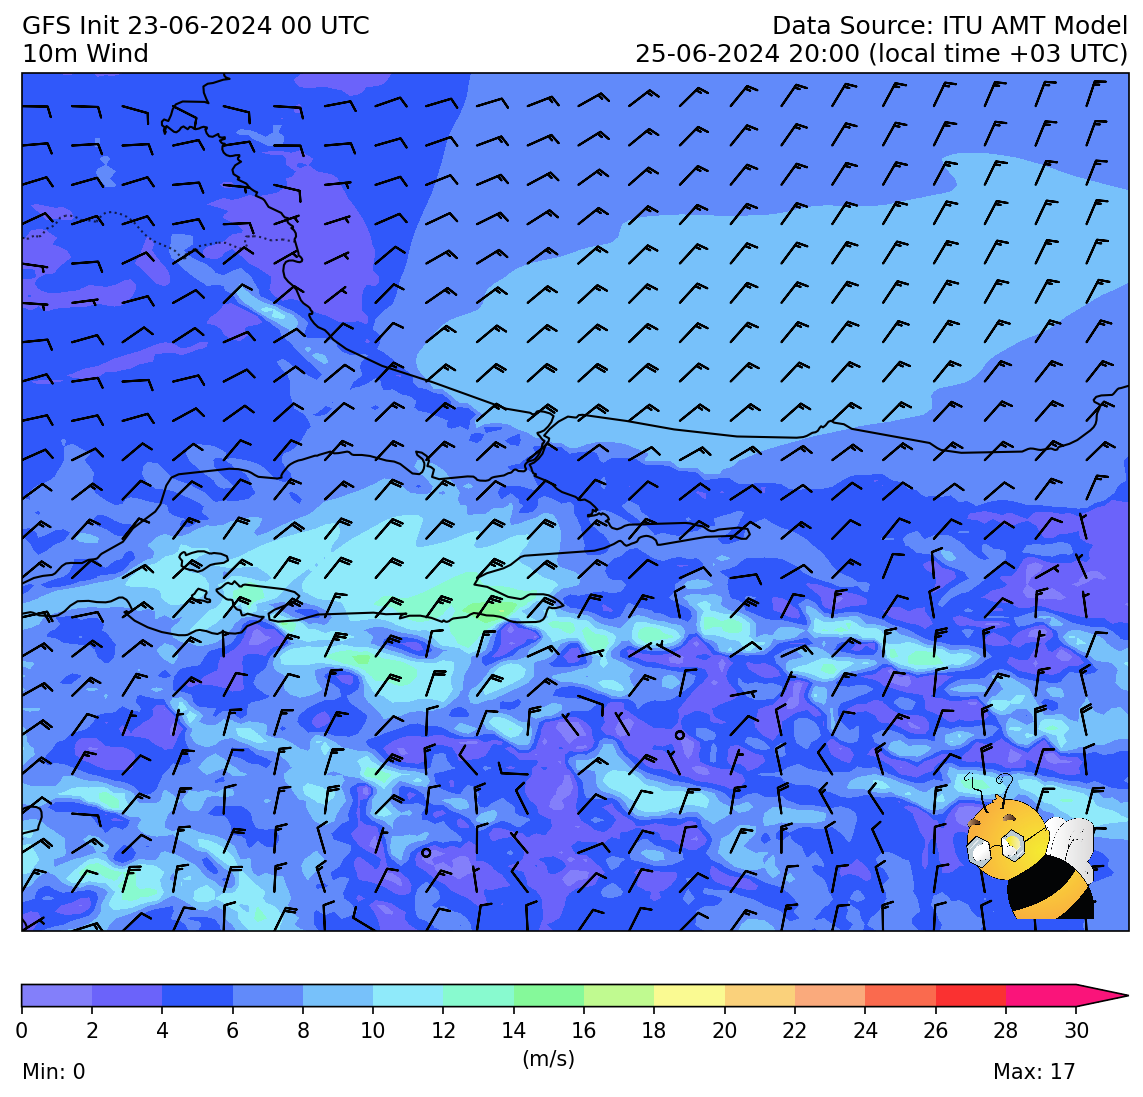 GFS Init 23-06-2024 00 UTC
Data Source: ITU AMT Model
10m Wind
25-06-2024 20:00 (local time +03 UTC)
0 2 4 6 8 10 12 14 16 18 20 22 24 26 28 30
(m/s)
Min: 0
Max: 17